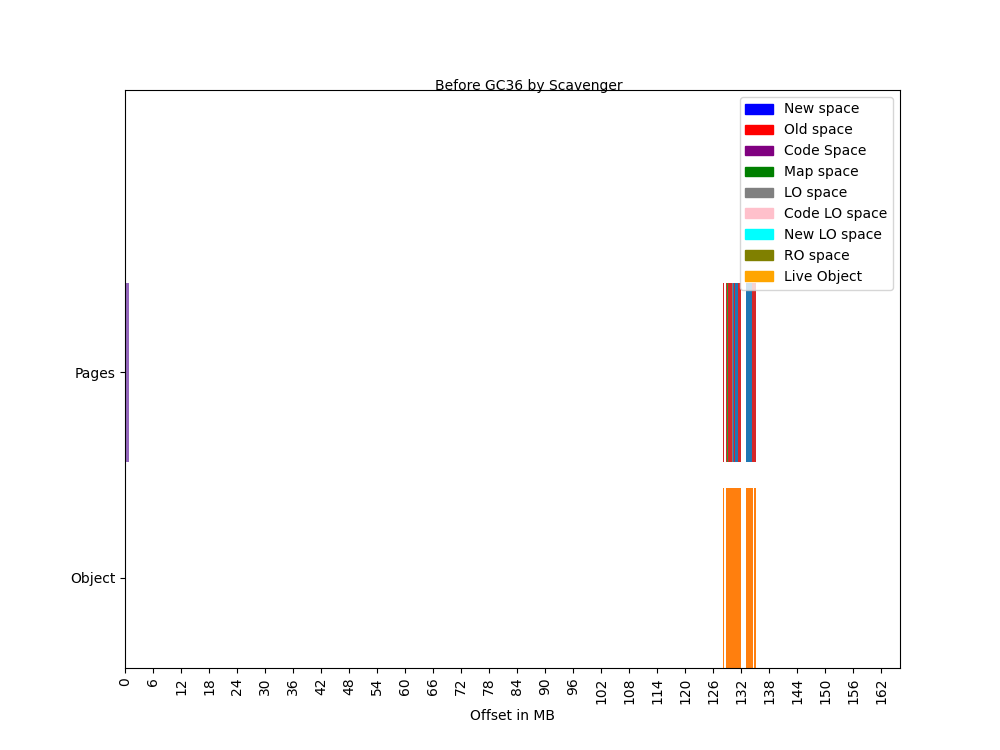 Before GC36 by Scavenger
New space
Old space
Code Space
Map space
LO space
Code LO space
New LO space
RO space
Live Object
Pages
Object
0 6 12 18 24 30 36 42 48 54 60 66 72 78 84 90 96 102 108 114 120 126 132 138 144 150 156 162
Offset in MB